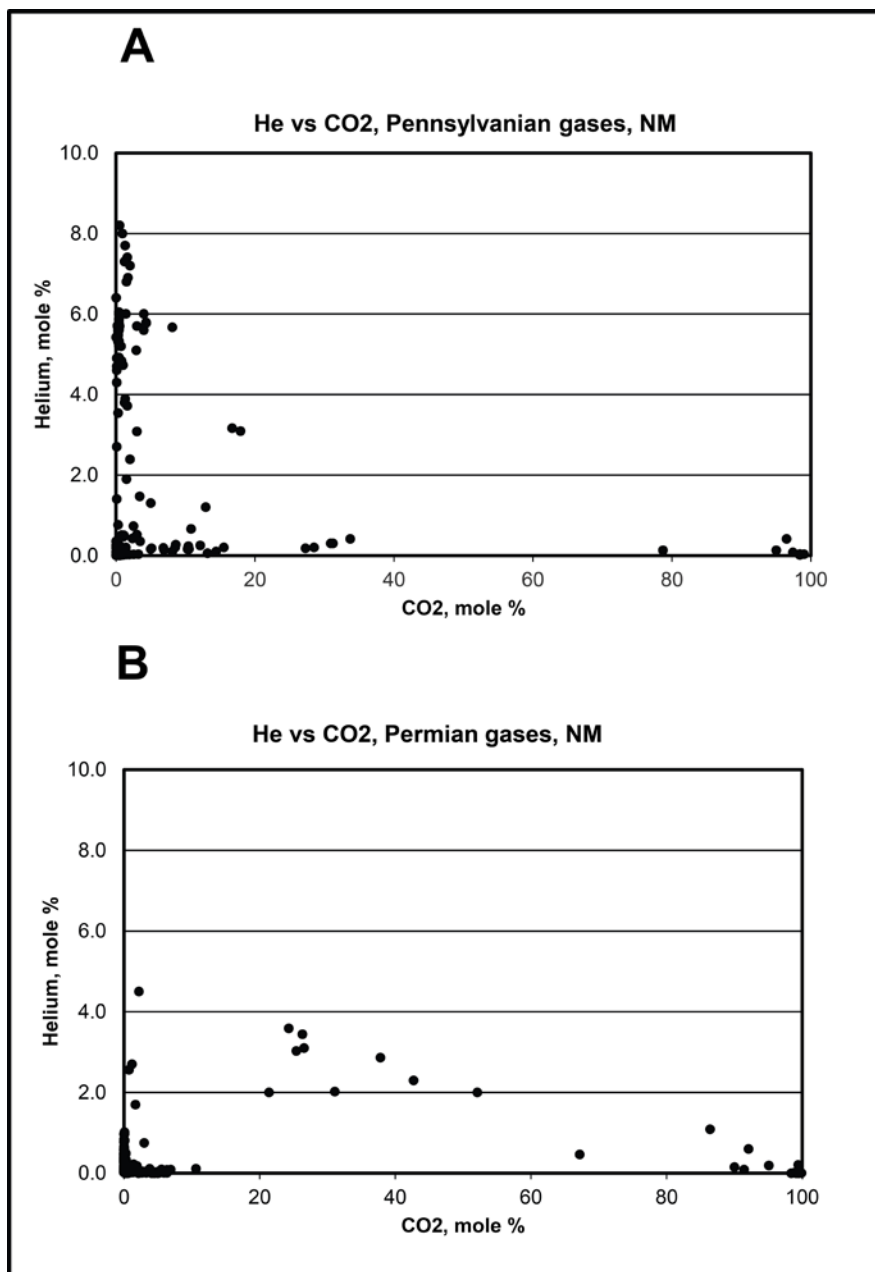 A
He vs CO2, Pennsylvanian gases, NM
10.0
8.0
6.0
4.0
2.0
0.0
Helium, mole %
0 20 40 60 80 100
CO2, mole %
B
He vs CO2, Permian gases, NM
10.0
8.0
6.0
4.0
2.0
0.0
Helium, mole %
0 20 40 60 80 100
CO2, mole %